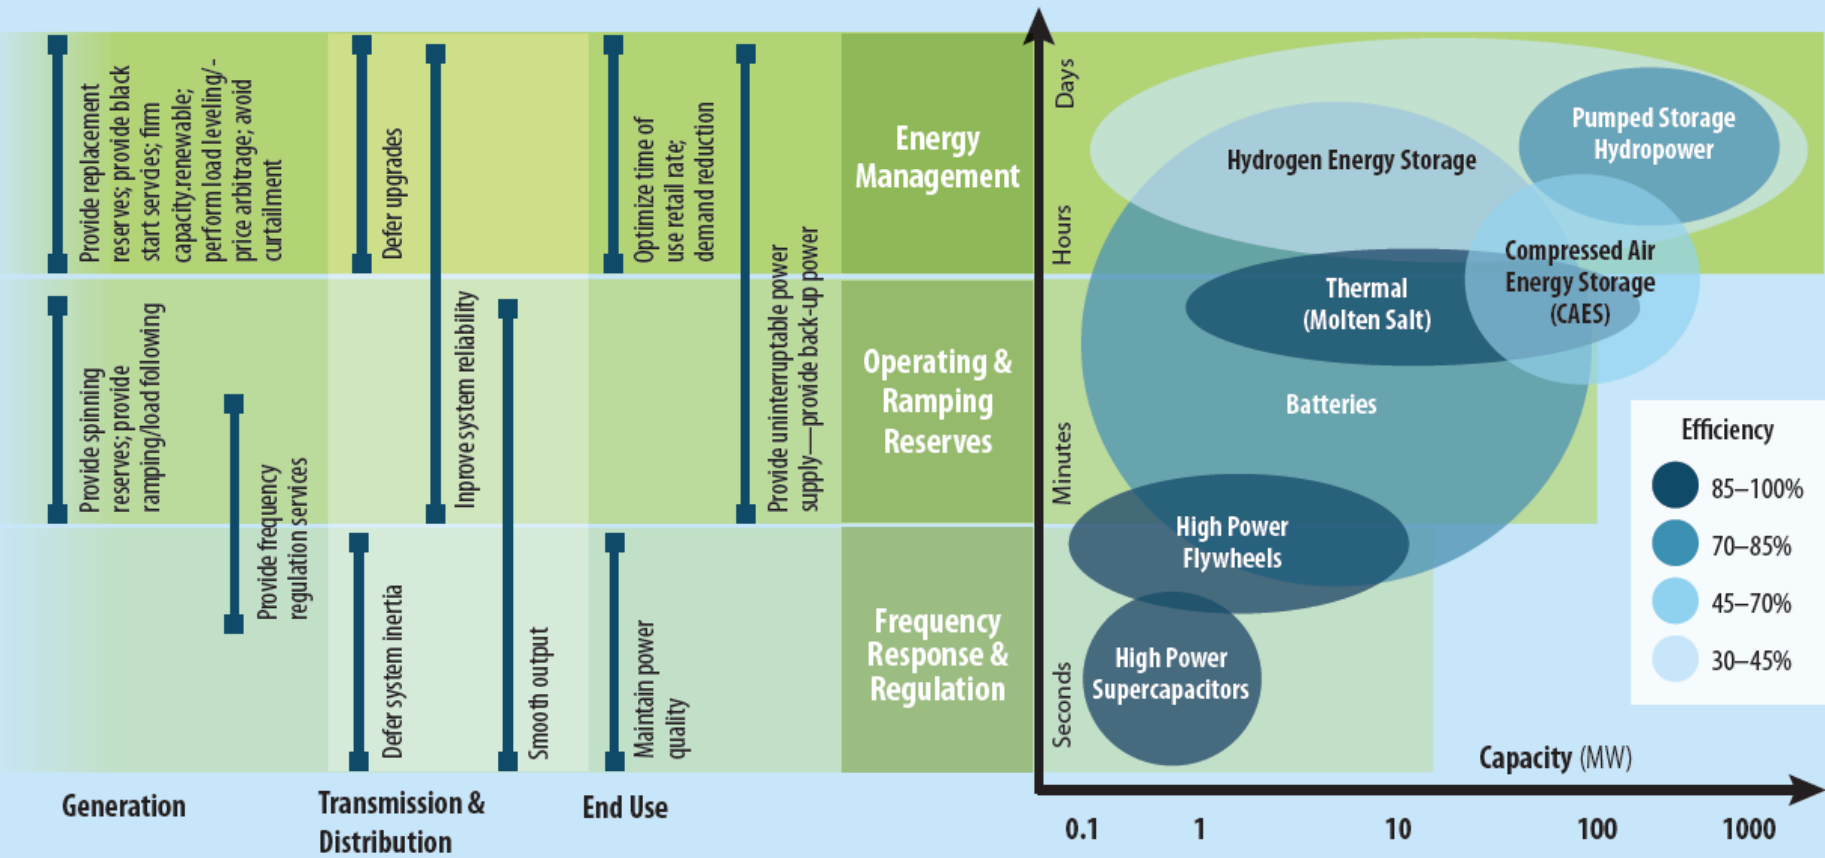 Provide replacement
reserves; provide black
start servcies; firm
capacity.renewable;
perform load leveling/-
price arbitrage; avoid
curtailment
Provide spinning
reserves; provide
ramping/load following
Provide frequency
regulation services
Defer upgrades
Inprove system reliability
Defer system inertia
Smooth output
Optimize time of
use retail rate;
demand reduction
Provide uninterruptable power
supply—provide back-up power
Maintain power
quality
Energy
Management
Operating &
Ramping
Reserves
Frequency
Response &
Regulation
Generation
Transmission &
Distribution
End Use
Days
Hours
Minutes
Seconds
Pumped Storage
Hydropower
Hydrogen Energy Storage
Compressed Air
Energy Storage
(CAES)
Thermal
(Molten Salt)
Batteries
High Power
Flywheels
High Power
Supercapacitors
Efficiency
85–100%
70–85%
45–70%
30–45%
Capacity (MW)
0.1
1
10
100
1000